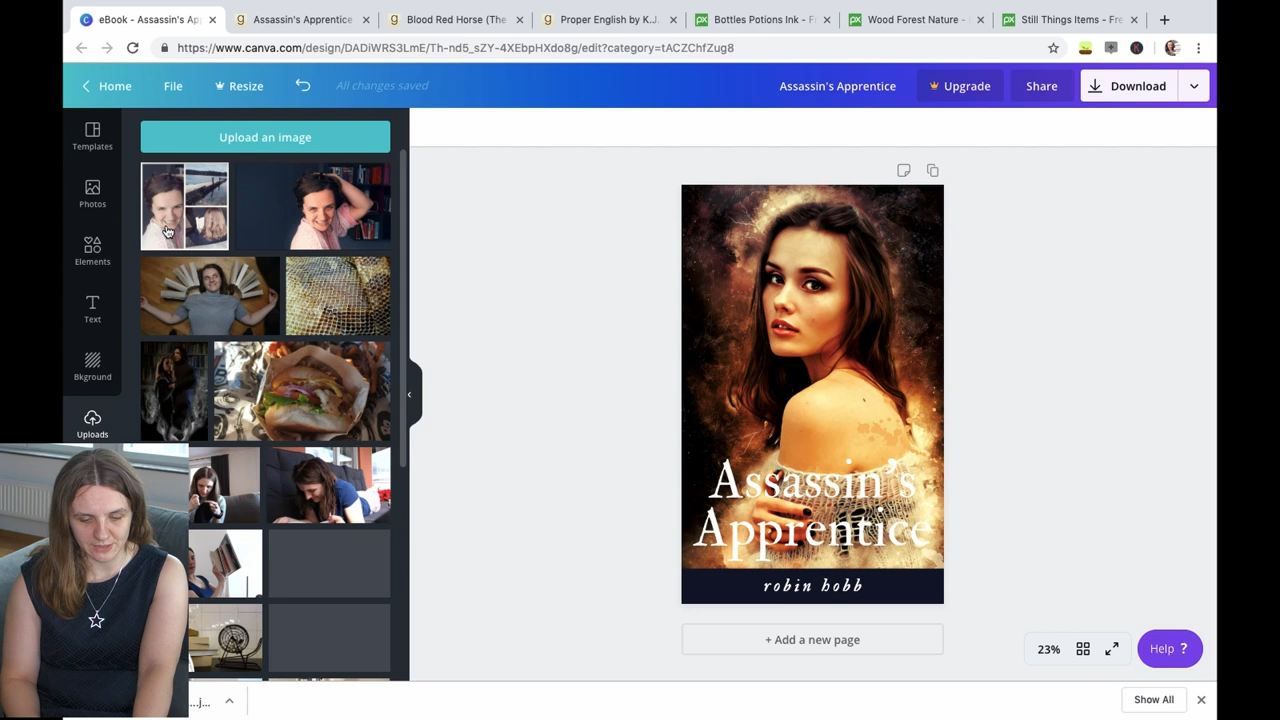 eBook - Assassin's Ap
Assassin's Apprentice
Blood Red Horse (The
Proper English by K.J.
Bottles Potions Ink - F
Wood Forest Nature -
Still Things Items - Fre
https://www.canva.com/design/DADiWRS3LmE/Th-nd5_sZY-4XEbpHXdo8g/edit?category=tACZChfZug8
Home
File
Resize
All changes saved
Assassin's Apprentice
Upgrade
Share
Download
Templates
Photos
Elements
Text
Bkground
Uploads
Upload an image
Assassin's
Apprentice
robin hobb
+ Add a new page
23%
Help ?
...j...
Show All